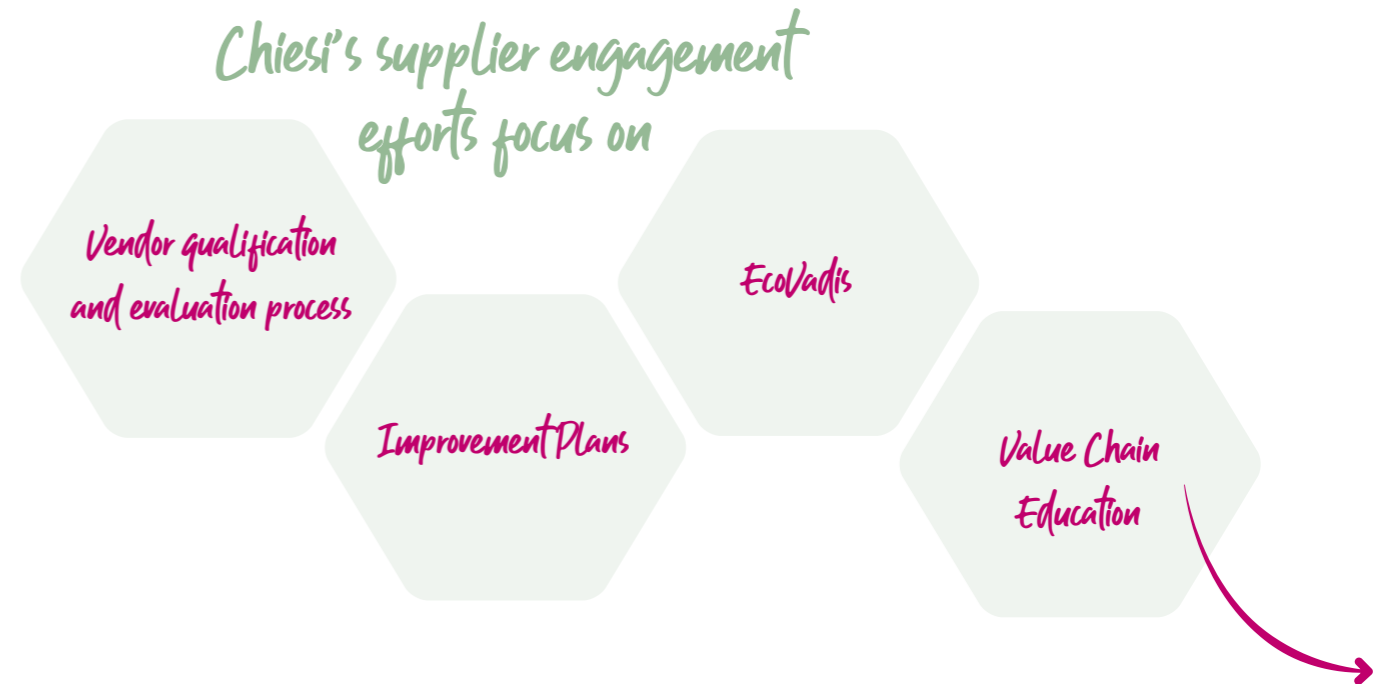 Chiesi's supplier engagement
efforts focus on
Vendor qualification
and evaluation process
Improvement Plans
EcoVadis
Value Chain
Education